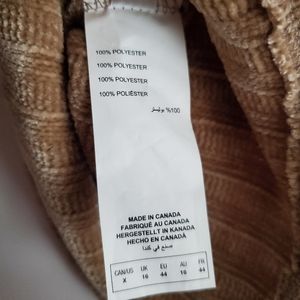 100% POLYESTER
100% POLYESTER
100% POLYESTER
100% POLIÉSTER
%100 بوليستر
MADE IN CANADA
FABRIQUÉ AU CANADA
HERGESTELLT IN KANADA
HECHO EN CANADÁ
صنع في كندا
CAN/US UK EU AU FR
X 16 44 16 44